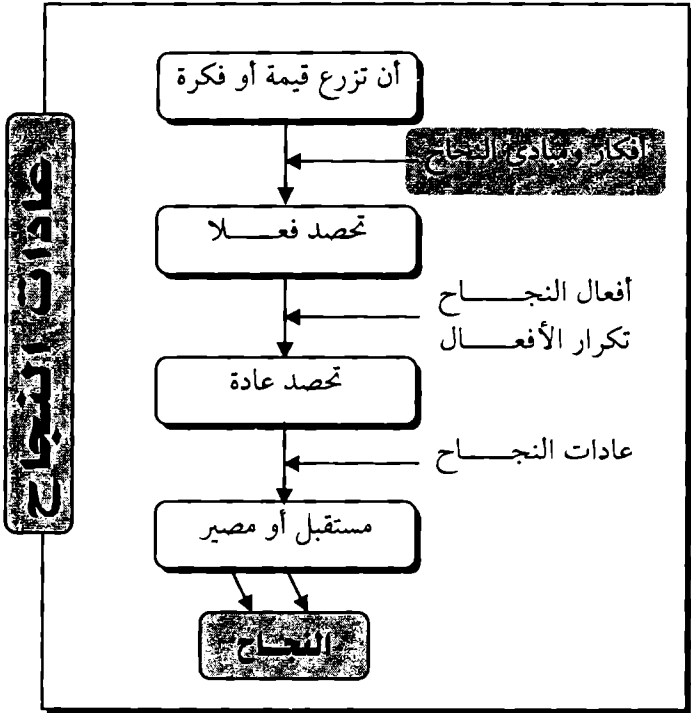 عادات النجاح
أن تزرع قيمة أو فكرة
أفكار ومبادئ النجاح
تحصد فعلا
أفعال النجاح
تكرار الأفعال
تحصد عادة
عادات النجاح
مستقبل أو مصير
النجاح